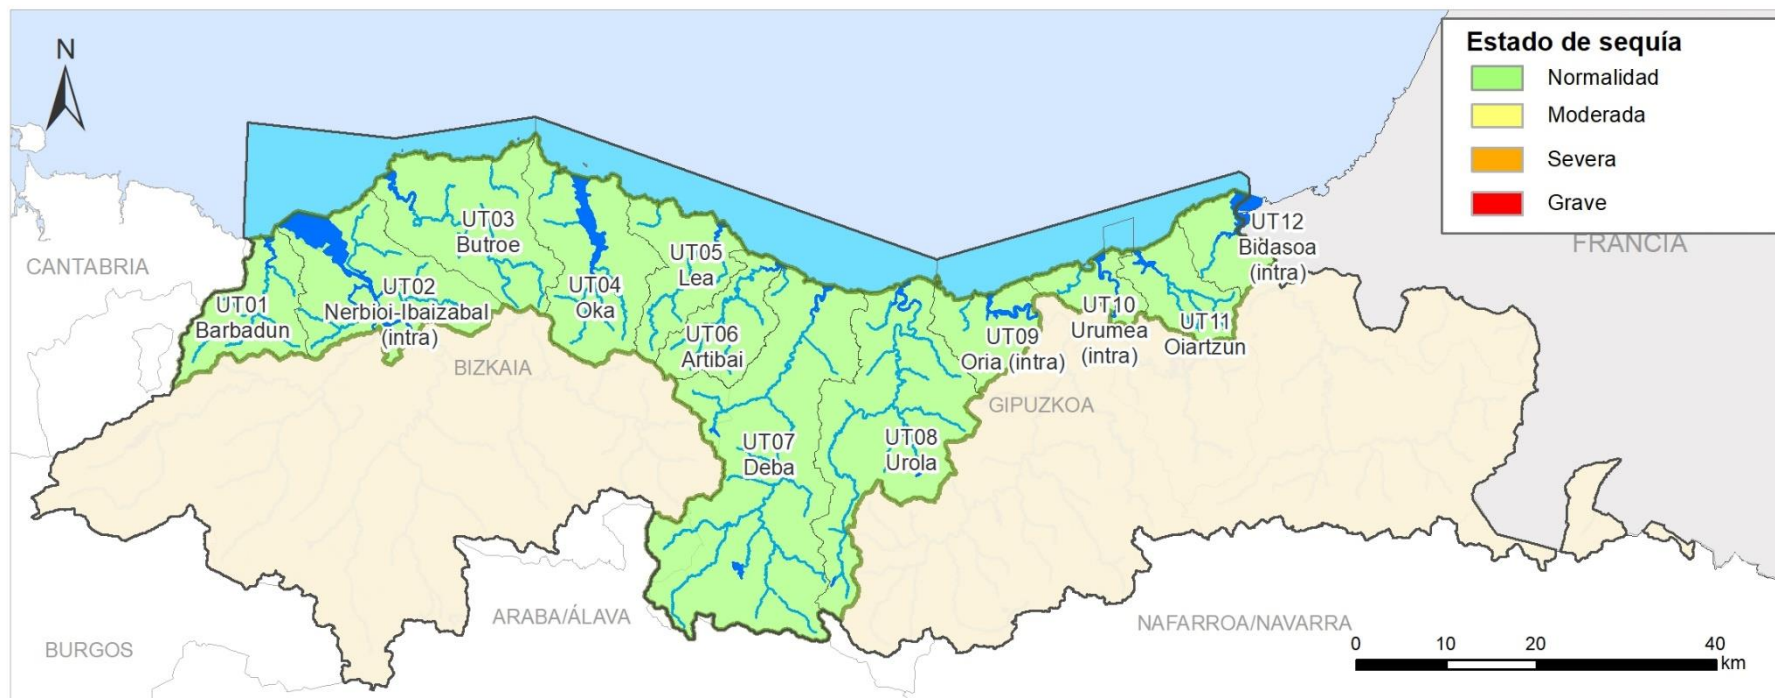 N
Estado de sequía
Normalidad
Moderada
Severa
Grave
UT01
Barbadun
UT02
Nerbioi-Ibaizabal
(intra)
UT03
Butroe
UT04
Oka
UT05
Lea
UT06
Artibai
UT07
Deba
UT08
Urola
UT09
Oria (intra)
UT10
Urumea
(intra)
UT11
Oiartzun
UT12
Bidasoa
(intra)
CANTABRIA
FRANCIA
BIZKAIA
GIPUZKOA
ARABA/ÁLAVA
NAFARROA/NAVARRA
BURGOS
0 10 20 40
km